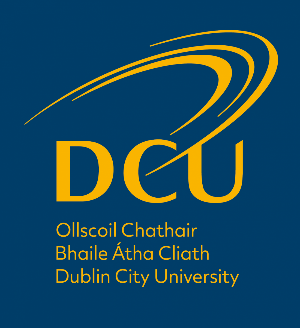 DCU
Ollscoil Chathair
Bhaile Átha Cliath
Dublin City University